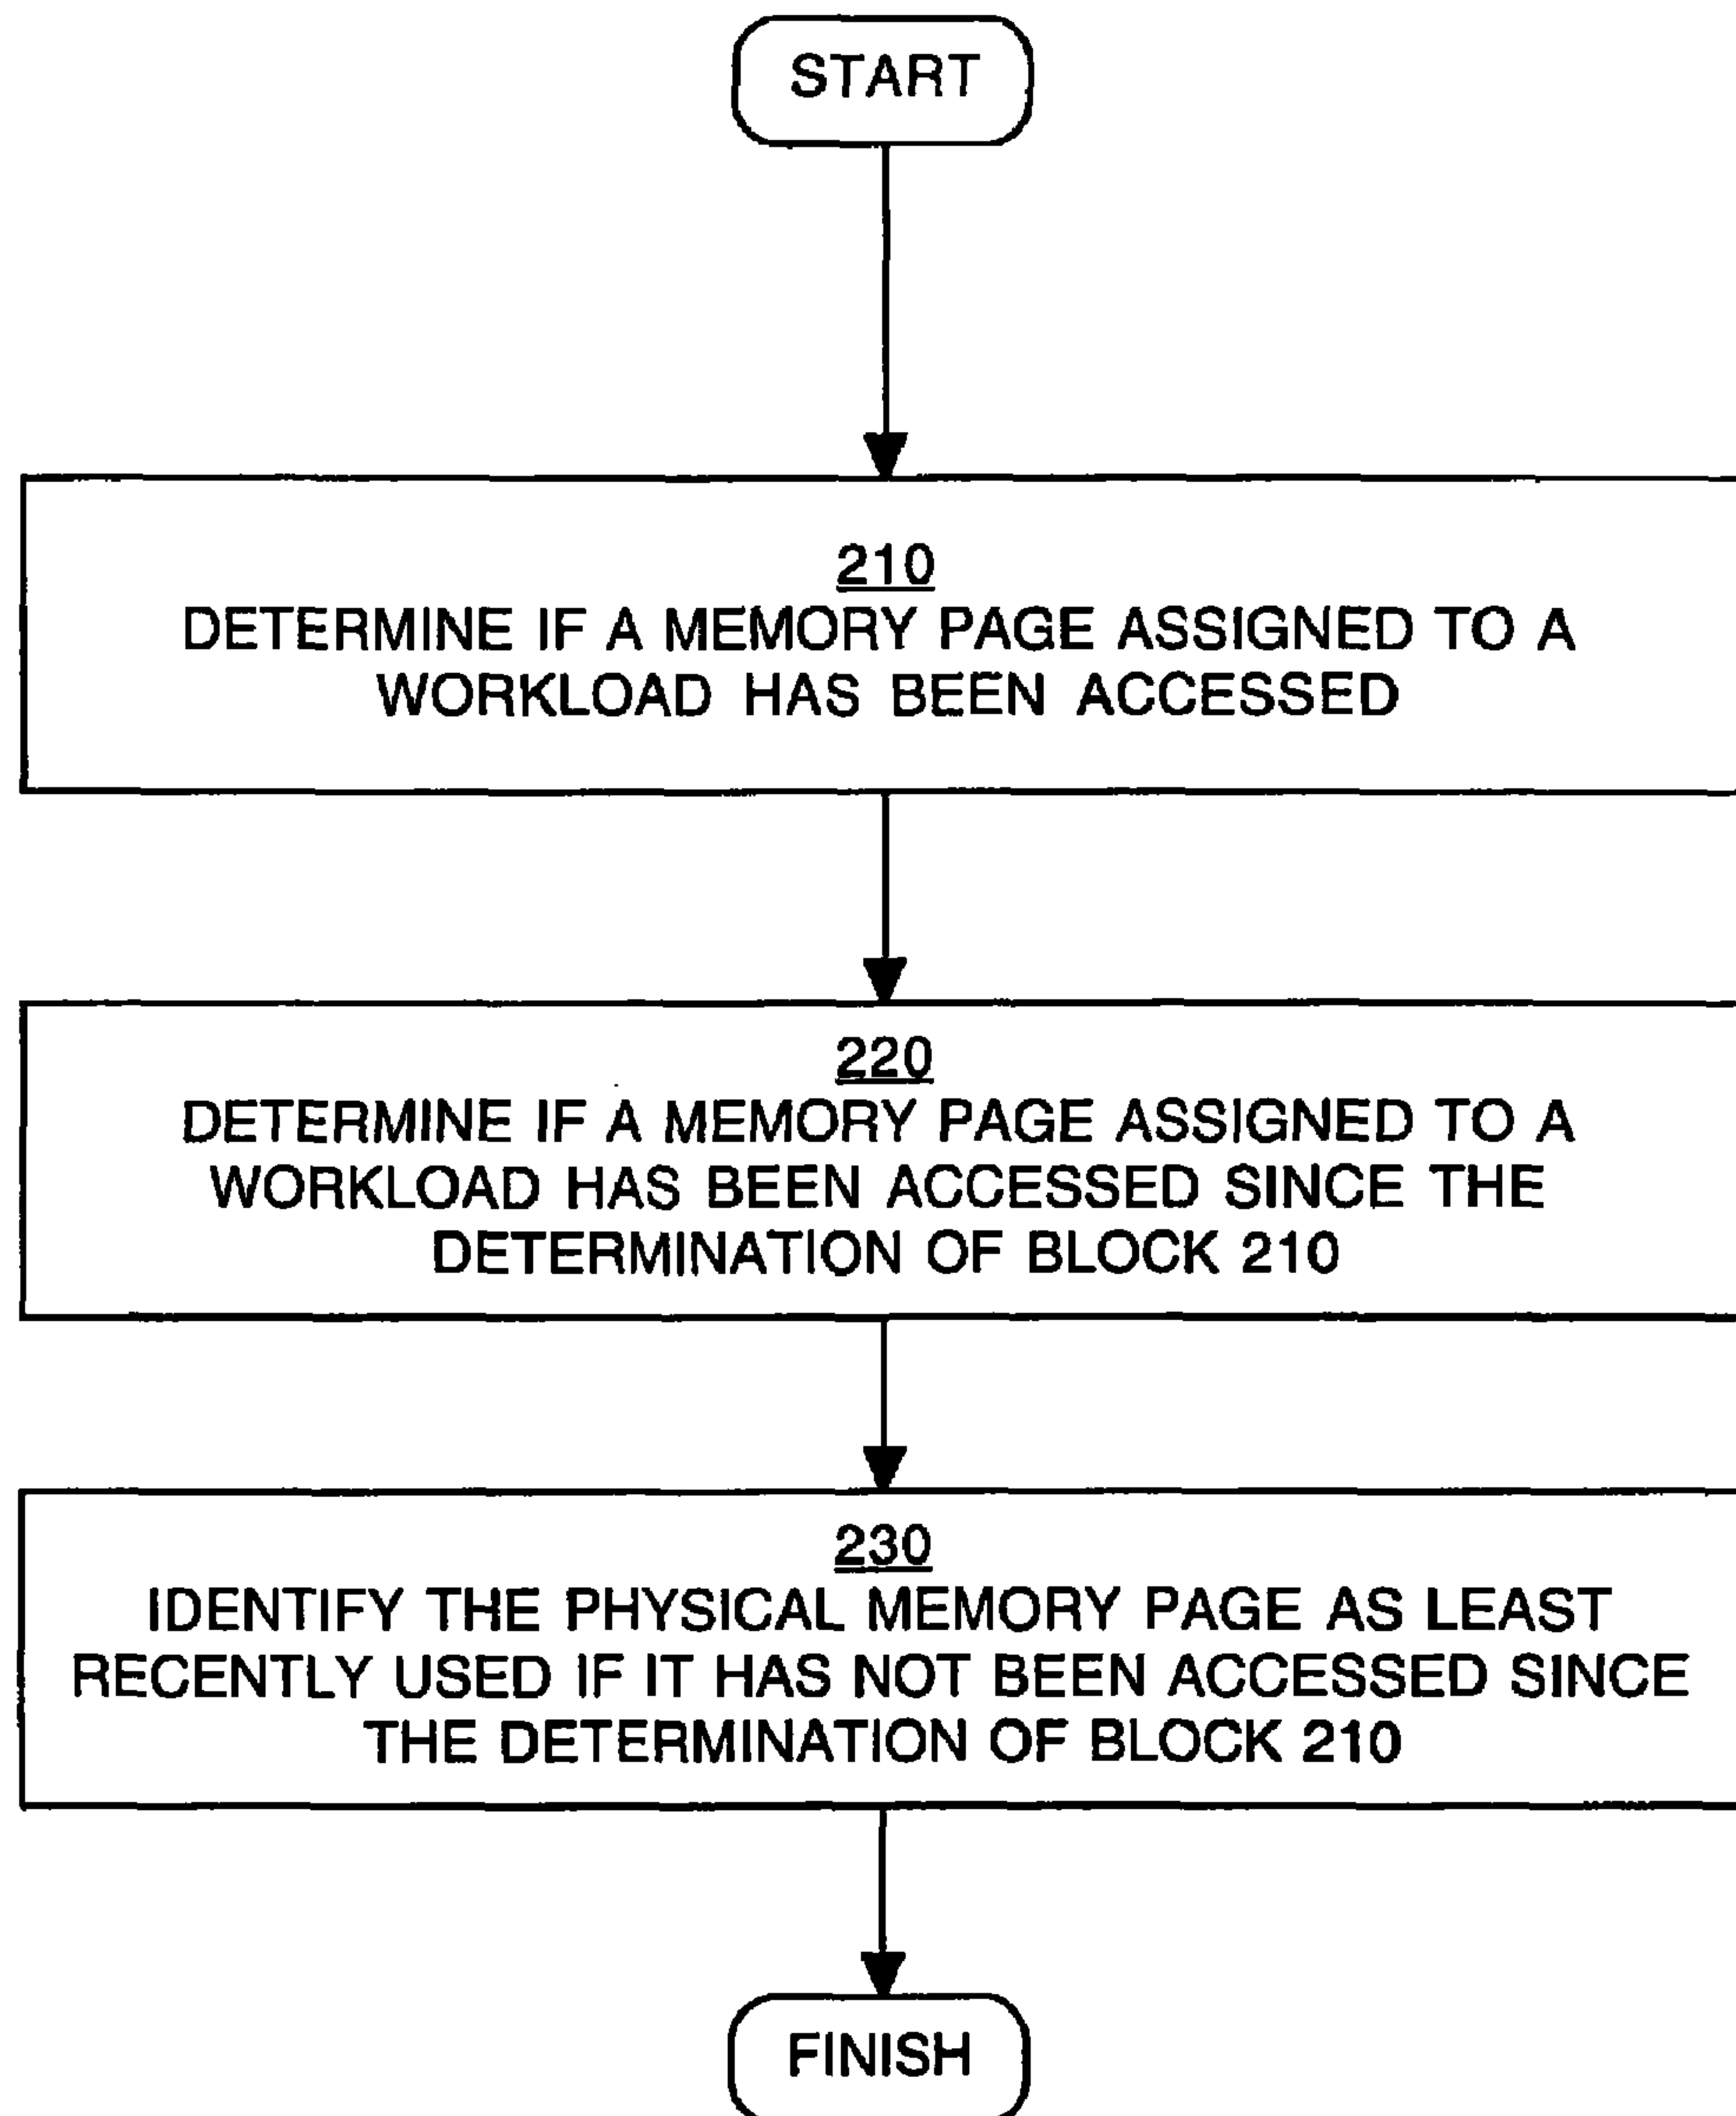 START
210
DETERMINE IF A MEMORY PAGE ASSIGNED TO A
WORKLOAD HAS BEEN ACCESSED
220
DETERMINE IF A MEMORY PAGE ASSIGNED TO A
WORKLOAD HAS BEEN ACCESSED SINCE THE
DETERMINATION OF BLOCK 210
230
IDENTIFY THE PHYSICAL MEMORY PAGE AS LEAST
RECENTLY USED IF IT HAS NOT BEEN ACCESSED SINCE
THE DETERMINATION OF BLOCK 210
FINISH